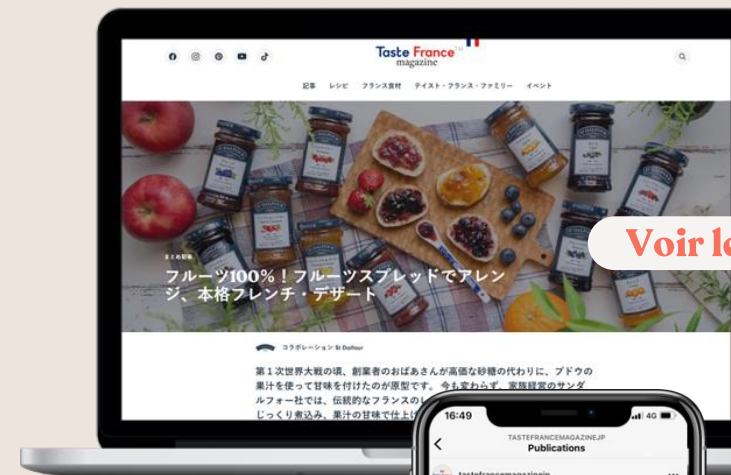 Taste France
magazine
記事 レシピ フランス食材 テイスト・フランス・ファミリー イベント
まとめ記事
フルーツ100%！フルーツスプレッドでアレン
ジ、本格フレンチ・デザート
Voir
コラボレーション St Dalfour
第１次世界大戦の頃、創業者のおばあさんが高価な砂糖の代わりに、ブドウの
果汁を使って甘味を付けたのが原型です。 今も変わらず、家族経営のサンダ
ルフォー社では、伝統的なフランスの
じっくり煮込み、果汁の甘味で仕上げ
16:49
4G
TASTEFRANCEMAGAZINEJP
Publications
tastefrancemagazinejp